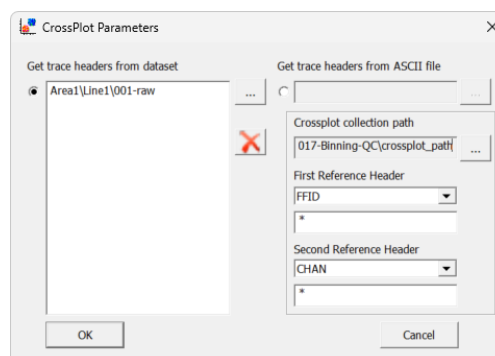 CrossPlot Parameters
Get trace headers from dataset
Get trace headers from ASCII file
Area1\Line1\001-raw
...
...
Crossplot collection path
017-Binning-QC\crossplot_path
...
First Reference Header
FFID
*
Second Reference Header
CHAN
*
OK
Cancel